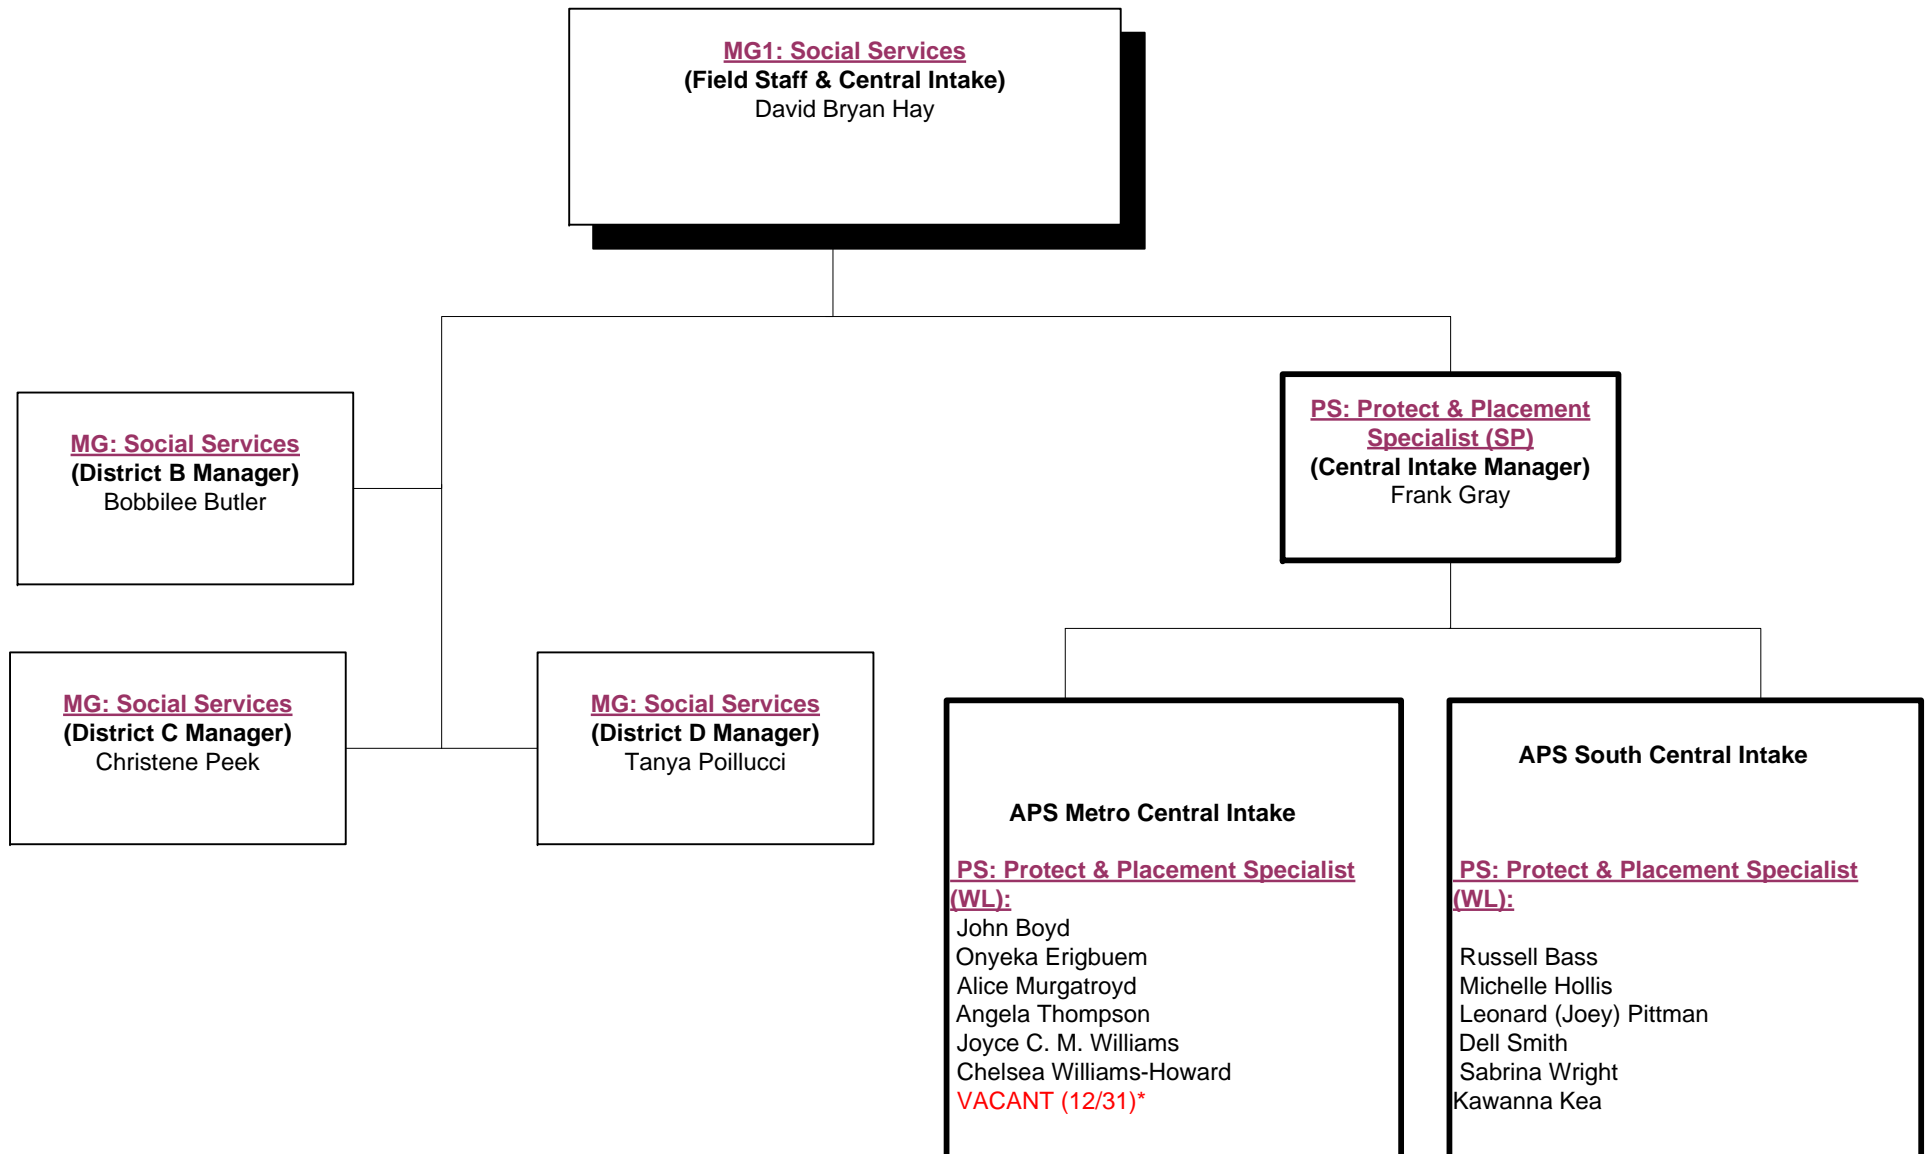 MG1: Social Services
(Field Staff & Central Intake)
David Bryan Hay
MG: Social Services
(District B Manager)
Bobbilee Butler
PS: Protect & Placement
Specialist (SP)
(Central Intake Manager)
Frank Gray
MG: Social Services
(District C Manager)
Christene Peek
MG: Social Services
(District D Manager)
Tanya Poillucci
APS Metro Central Intake
PS: Protect & Placement Specialist
(WL):
John Boyd
Onyeka Erigbuem
Alice Murgatroyd
Angela Thompson
Joyce C. M. Williams
Chelsea Williams-Howard
VACANT (12/31)*
APS South Central Intake
PS: Protect & Placement Specialist
(WL):
Russell Bass
Michelle Hollis
Leonard (Joey) Pittman
Dell Smith
Sabrina Wright
Kawanna Kea